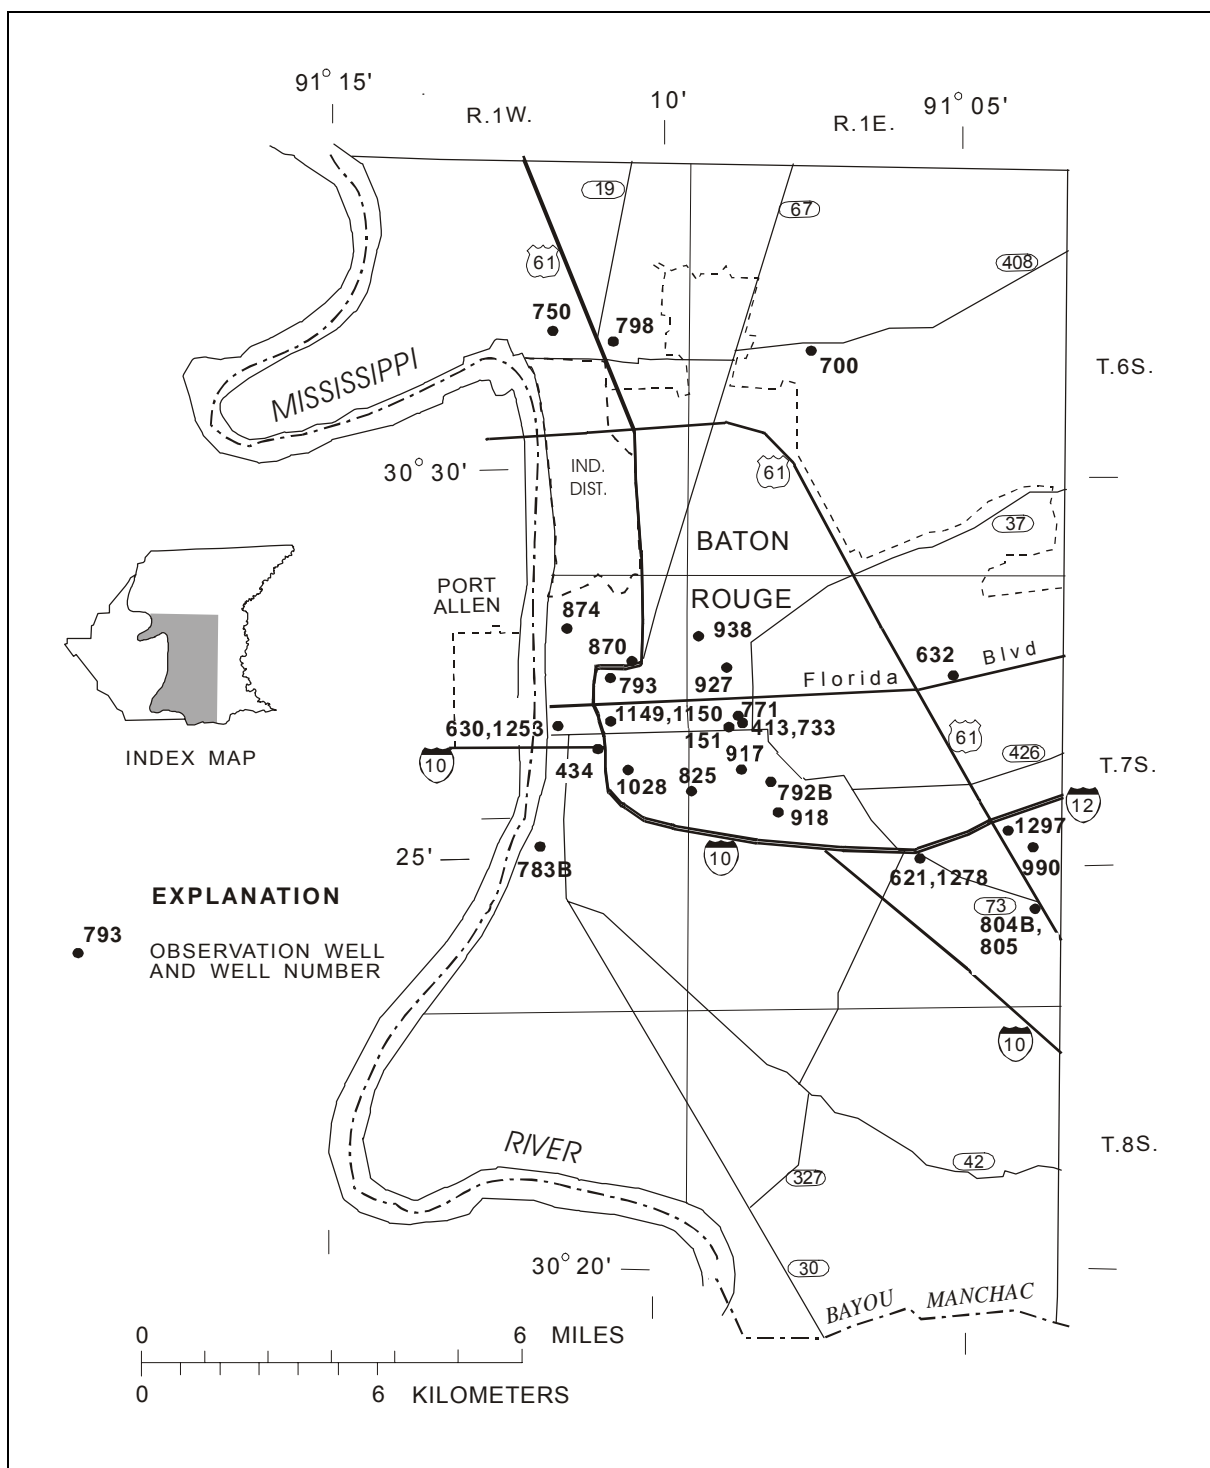 91° 15'
10'
91° 05'
R.1W.
R.1E.
19
67
61
408
750
798
700
T.6S.
MISSISSIPPI
30° 30'
IND.
DIST.
61
37
BATON
ROUGE
PORT
ALLEN
874
938
870
632
Blvd
793
927
Florida
1149,1150
771
630,1253
413,733
151
61
426
INDEX MAP
10
434
1028
825
917
792B
918
T.7S.
12
1297
25'
783B
10
621,1278
990
EXPLANATION
73
804B,
805
793
OBSERVATION WELL
AND WELL NUMBER
10
RIVER
42
T.8S.
327
30° 20'
30
BAYOU MANCHAC
0 6 MILES
0 6 KILOMETERS